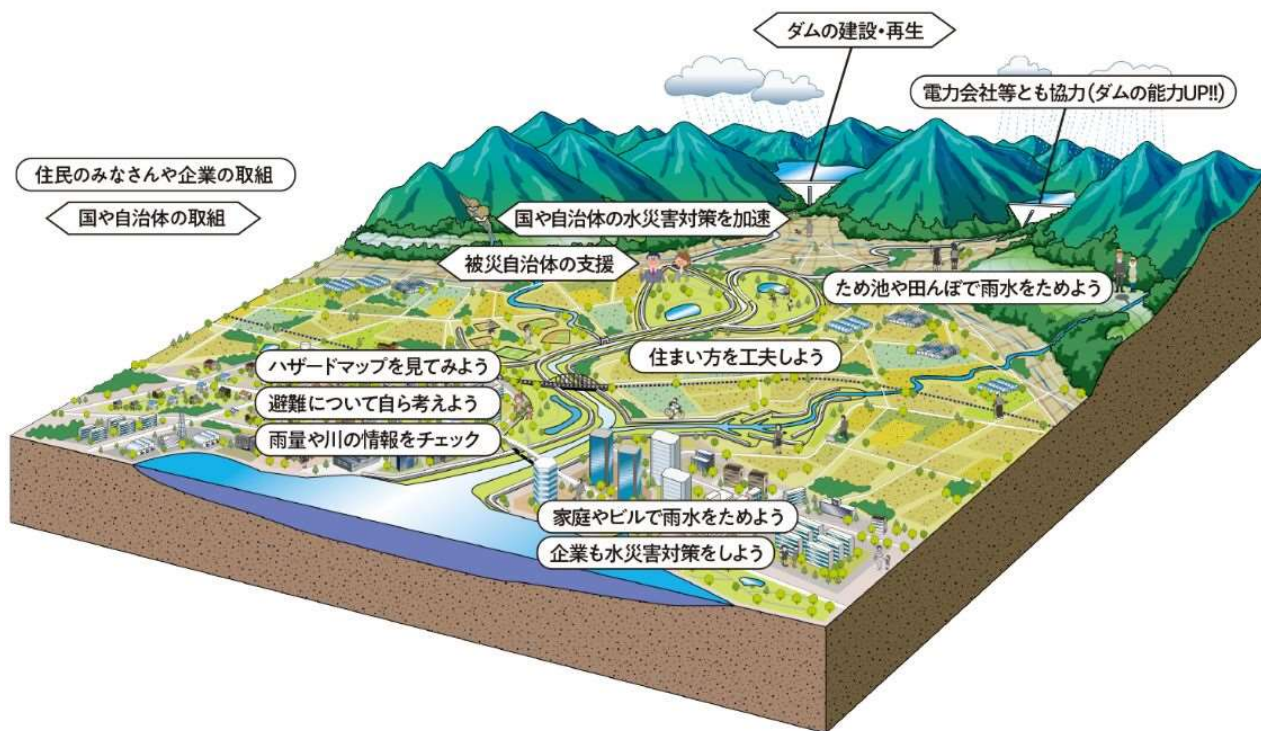 ダムの建設・再生
電力会社等とも協力(ダムの能力UP!!)
住民のみなさんや企業の取組
国や自治体の取組
国や自治体の水災害対策を加速
被災自治体の支援
ため池や田んぼで雨水をためよう
住まい方を工夫しよう
ハザードマップを見てみよう
避難について自ら考えよう
雨量や川の情報をチェック
家庭やビルで雨水をためよう
企業も水災害対策をしよう